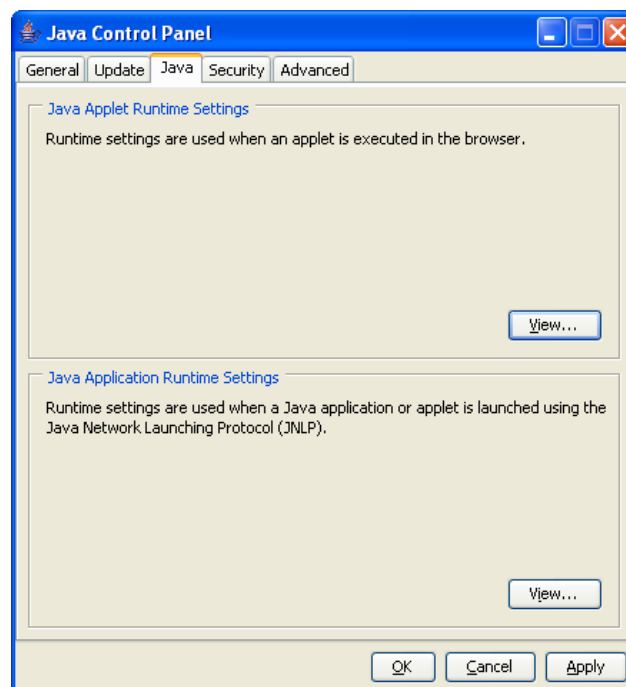 Java Control Panel
General Update Java Security Advanced
Java Applet Runtime Settings
Runtime settings are used when an applet is executed in the browser.
View...
Java Application Runtime Settings
Runtime settings are used when a Java application or applet is launched using the
Java Network Launching Protocol (JNLP).
View...
OK Cancel Apply